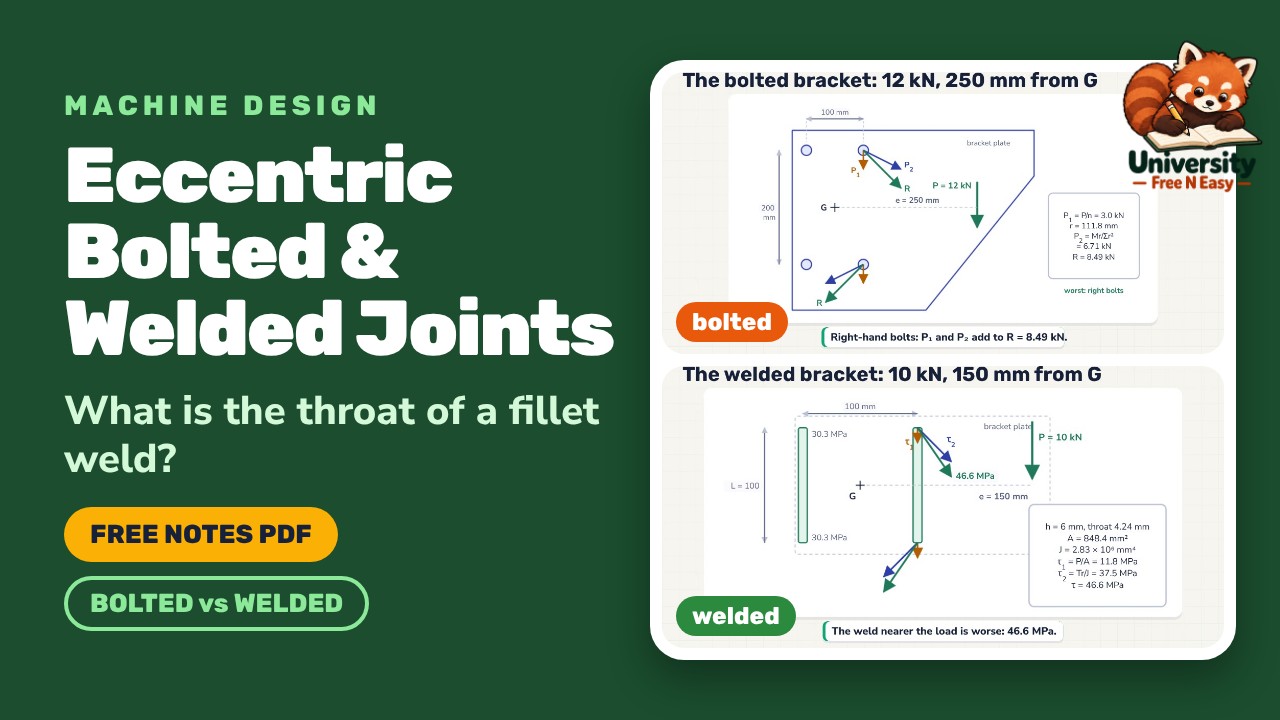 MACHINE DESIGN
Eccentric
Bolted &
Welded Joints
What is the throat of a fillet
weld?
FREE NOTES PDF
BOLTED vs WELDED
The bolted bracket: 12 kN, 250 mm from G
100 mm
bracket plate
P₁
P₂
R
P = 12 kN
e = 250 mm
200
mm
G
R
P₁ = P/n = 3.0 kN
r = 111.8 mm
P₂ = Mr/Σr²
= 6.71 kN
R = 8.49 kN
worst: right bolts
bolted
Right-hand bolts: P₁ and P₂ add to R = 8.49 kN.
University
Free N Easy
The welded bracket: 10 kN, 150 mm from G
100 mm
bracket plate
30.3 MPa
τ₁
τ₂
P = 10 kN
46.6 MPa
L = 100
G
e = 150 mm
30.3 MPa
h = 6 mm, throat 4.24 mm
A = 848.4 mm²
J = 2.83 × 10⁶ mm⁴
τ₁ = P/A = 11.8 MPa
τ₂ = Tr/J = 37.5 MPa
τ = 46.6 MPa
welded
The weld nearer the load is worse: 46.6 MPa.